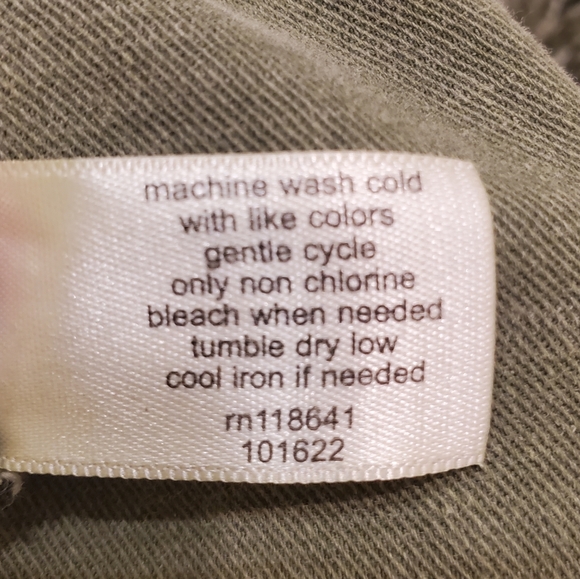 machine wash cold
with like colors
gentle cycle
only non chlorine
bleach when needed
tumble dry low
cool iron if needed
rn118641
101622